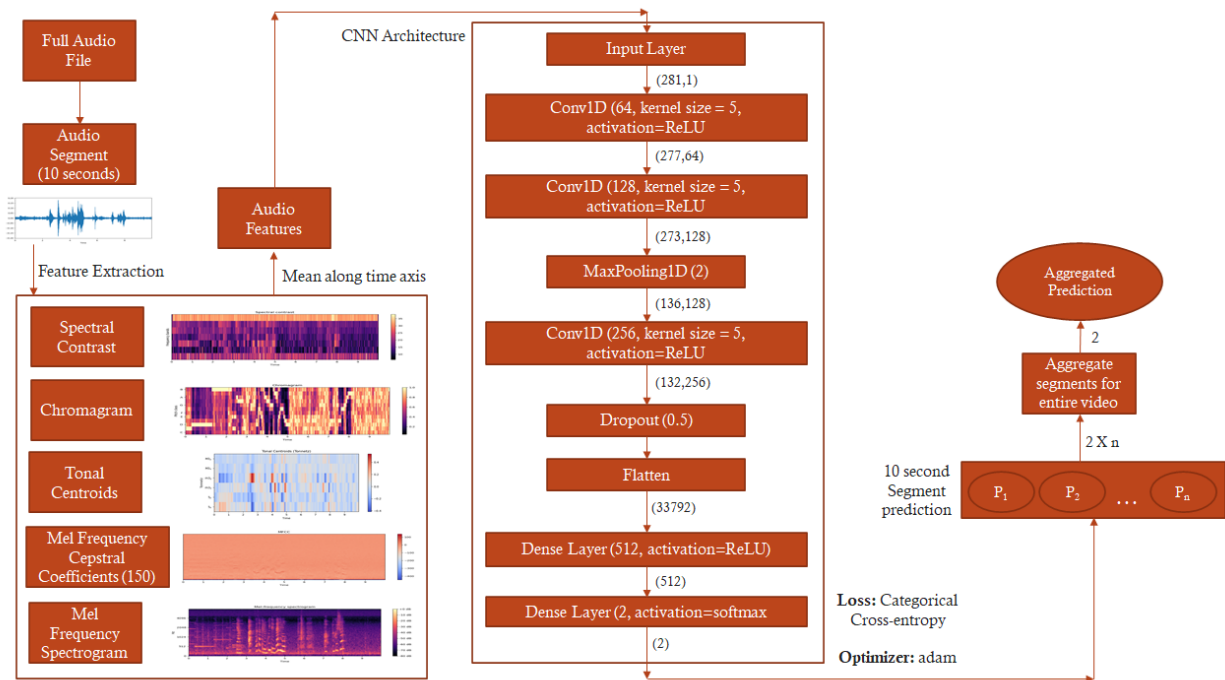 Full Audio
File
Audio
Segment
(10 seconds)
Feature Extraction
Spectral
Contrast
Chromagram
Tonal
Centroids
Mel Frequency
Cepstral
Coefficients (150)
Mel
Frequency
Spectrogram
Mean along time axis
Audio
Features
CNN Architecture
Input Layer
(281,1)
Conv1D (64, kernel size = 5,
activation=ReLU
(277,64)
Conv1D (128, kernel size = 5,
activation=ReLU
(273,128)
MaxPooling1D (2)
(136,128)
Conv1D (256, kernel size = 5,
activation=ReLU
(132,256)
Dropout (0.5)
Flatten
(33792)
Dense Layer (512, activation=ReLU)
(512)
Dense Layer (2, activation=softmax
(2)
Loss: Categorical
Cross-entropy
Optimizer: adam
10 second
Segment
prediction
P1 P2 ... Pn
2 X n
Aggregate
segments for
entire video
2
Aggregated
Prediction